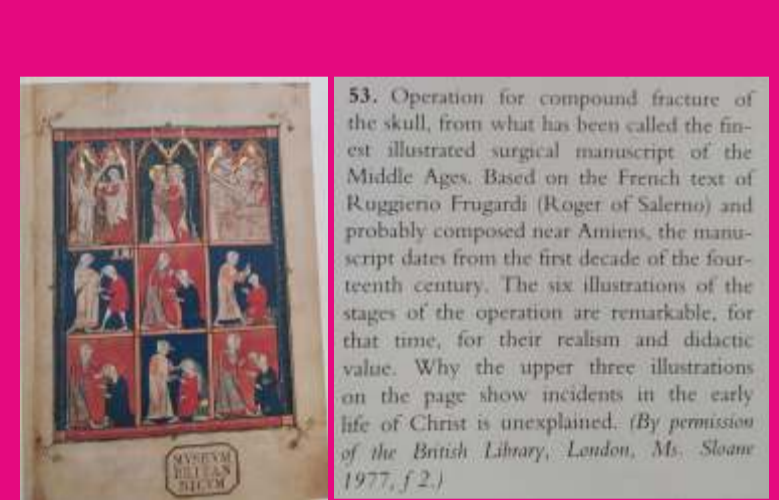 MVSEVM
BRITAN
NICVM
53. Operation for compound fracture of
the skull, from what has been called the fin-
est illustrated surgical manuscript of the
Middle Ages. Based on the French text of
Ruggierio Frugardi (Roger of Salerno) and
probably composed near Amiens, the manu-
script dates from the first decade of the four-
teenth century. The six illustrations of the
stages of the operation are remarkable, for
that time, for their realism and didactic
value. Why the upper three illustrations
on the page show incidents in the early
life of Christ is unexplained. (By permission
of the British Library, London, Ms. Sloane
1977, f 2.)